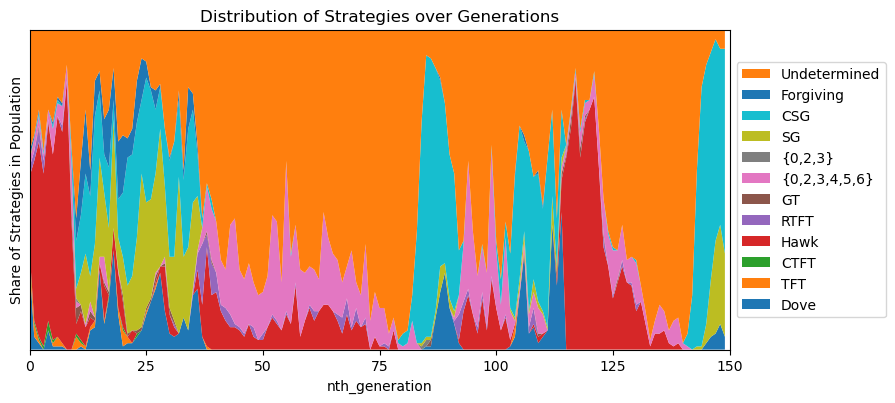 Distribution of Strategies over Generations
Share of Strategies in Population
0
25
50
75
100
125
150
nth_generation
Undetermined
Forgiving
CSG
SG
{0,2,3}
{0,2,3,4,5,6}
GT
RTFT
Hawk
CTFT
TFT
Dove